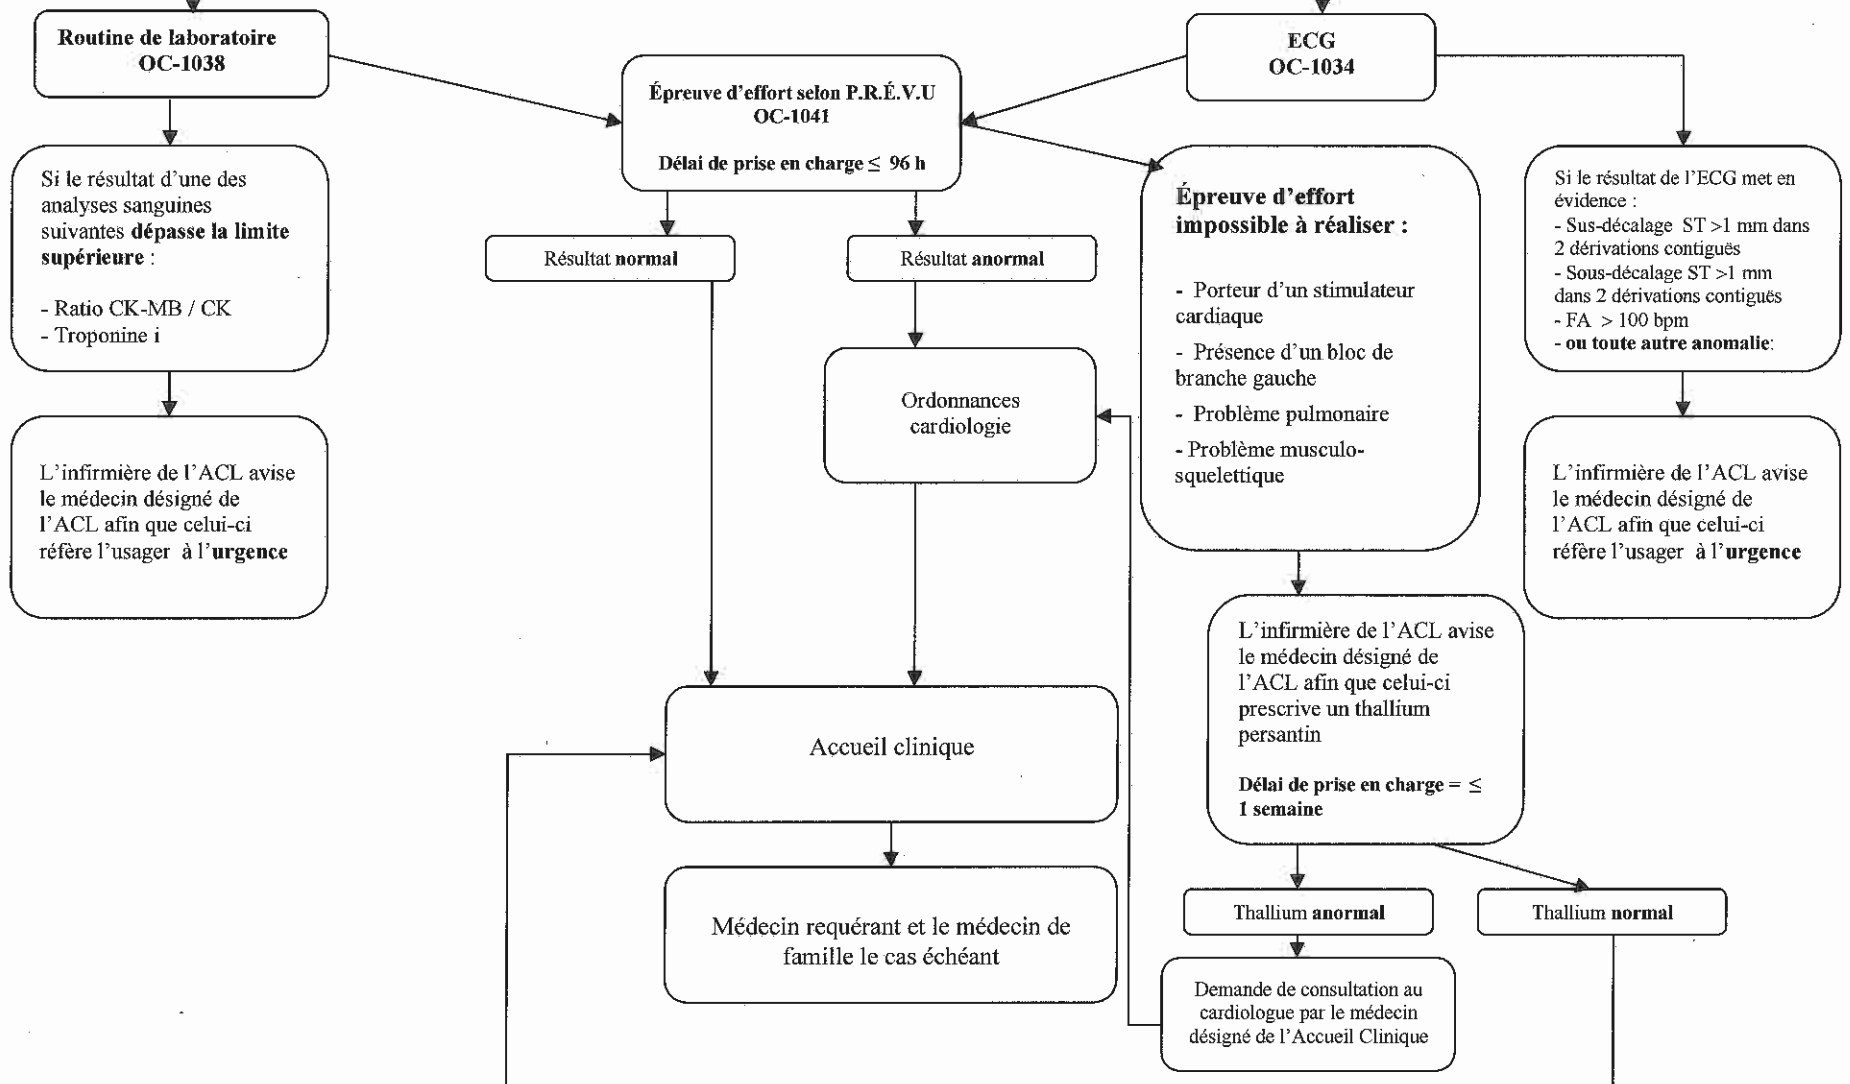 Routine de laboratoire
OC-1038
ECG
OC-1034
Épreuve d'effort selon P.R.É.V.U
OC-1041
Délai de prise en charge ≤ 96 h
Si le résultat d'une des
analyses sanguines
suivantes dépasse la limite
supérieure :
- Ratio CK-MB / CK
- Troponine i
Résultat normal
Résultat anormal
Épreuve d'effort
impossible à réaliser :
- Porteur d'un stimulateur
cardiaque
- Présence d'un bloc de
branche gauche
- Problème pulmonaire
- Problème musculo-
squelettique
Si le résultat de l'ECG met en
évidence :
- Sus-décalage ST >1 mm dans
2 dérivations contiguës
- Sous-décalage ST >1 mm
dans 2 dérivations contiguës
- FA > 100 bpm
- ou toute autre anomalie:
Ordonnances
cardiologie
L'infirmière de l'ACL avise
le médecin désigné de
l'ACL afin que celui-ci
réfère l'usager à l'urgence
L'infirmière de l'ACL avise
le médecin désigné de
l'ACL afin que celui-ci
réfère l'usager à l'urgence
L'infirmière de l'ACL avise
le médecin désigné de
l'ACL afin que celui-ci
prescrive un thallium
persantin
Délai de prise en charge = ≤
1 semaine
Accueil clinique
Médecin requérant et le médecin de
famille le cas échéant
Thallium anormal
Thallium normal
Demande de consultation au
cardiologue par le médecin
désigné de l'Accueil Clinique